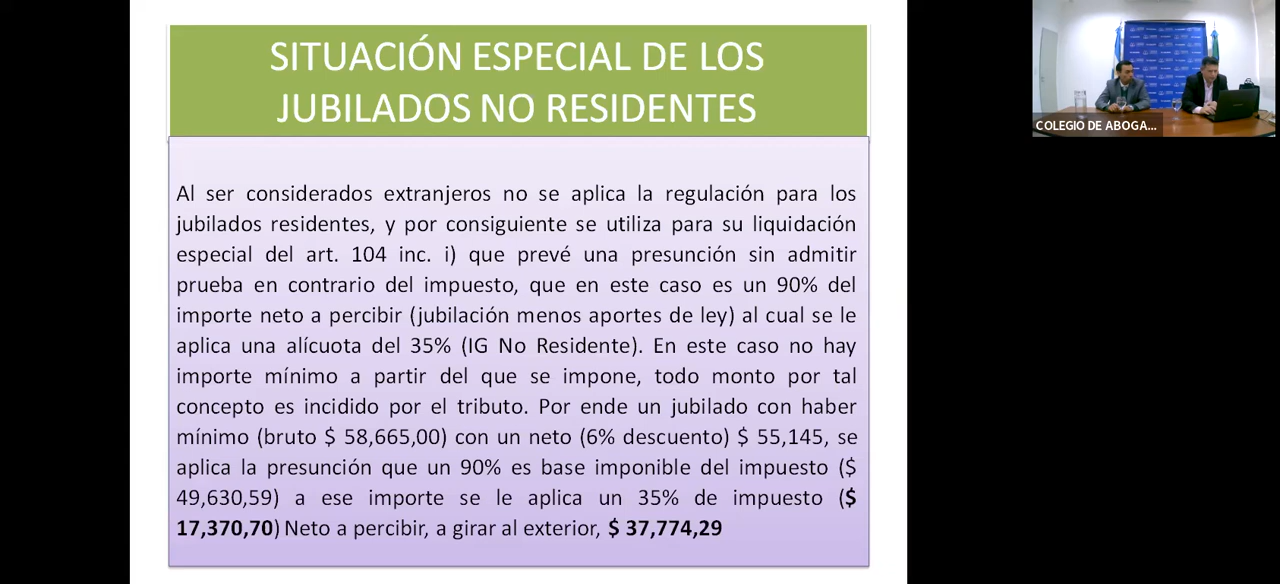 SITUACIÓN ESPECIAL DE LOS
JUBILADOS NO RESIDENTES
Al ser considerados extranjeros no se aplica la regulación para los
jubilados residentes, y por consiguiente se utiliza para su liquidación
especial del art. 104 inc. i) que prevé una presunción sin admitir
prueba en contrario del impuesto, que en este caso es un 90% del
importe neto a percibir (jubilación menos aportes de ley) al cual se le
aplica una alícuota del 35% (IG No Residente). En este caso no hay
importe mínimo a partir del que se impone, todo monto por tal
concepto es incidido por el tributo. Por ende un jubilado con haber
mínimo (bruto $ 58,665,00) con un neto (6% descuento) $ 55,145, se
aplica la presunción que un 90% es base imponible del impuesto ($
49,630,59) a ese importe se le aplica un 35% de impuesto ($
17,370,70) Neto a percibir, a girar al exterior, $ 37,774,29
COLEGIO DE ABOGA...